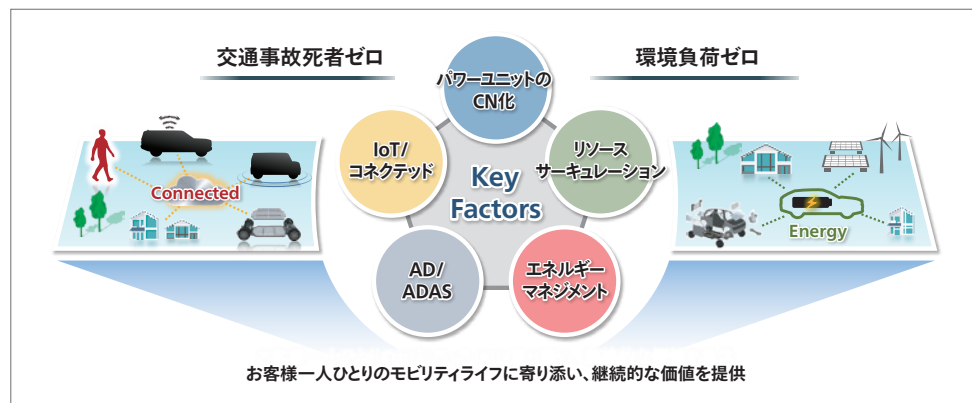 交通事故死者ゼロ
環境負荷ゼロ
パワーユニットの
CN化
IoT/
コネクテッド
リソース
サーキュレーション
Key
Factors
AD/
ADAS
エネルギー
マネジメント
Connected
Energy
お客様一人ひとりのモビリティライフに寄り添い、継続的な価値を提供